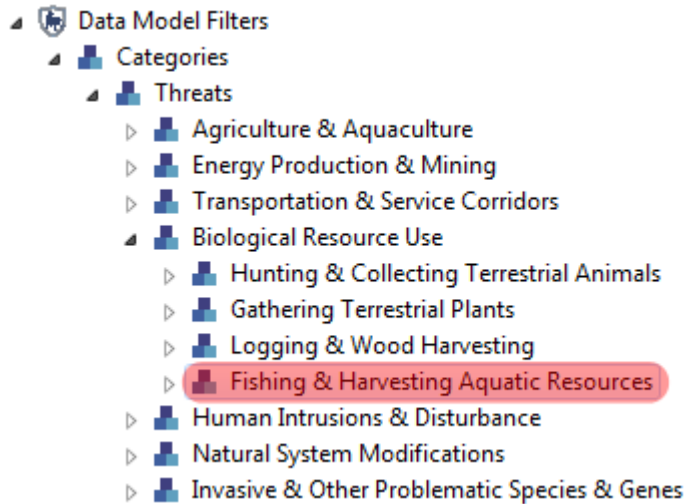 Data Model Filters
Categories
Threats
Agriculture & Aquaculture
Energy Production & Mining
Transportation & Service Corridors
Biological Resource Use
Hunting & Collecting Terrestrial Animals
Gathering Terrestrial Plants
Logging & Wood Harvesting
Fishing & Harvesting Aquatic Resources
Human Intrusions & Disturbance
Natural System Modifications
Invasive & Other Problematic Species & Genes